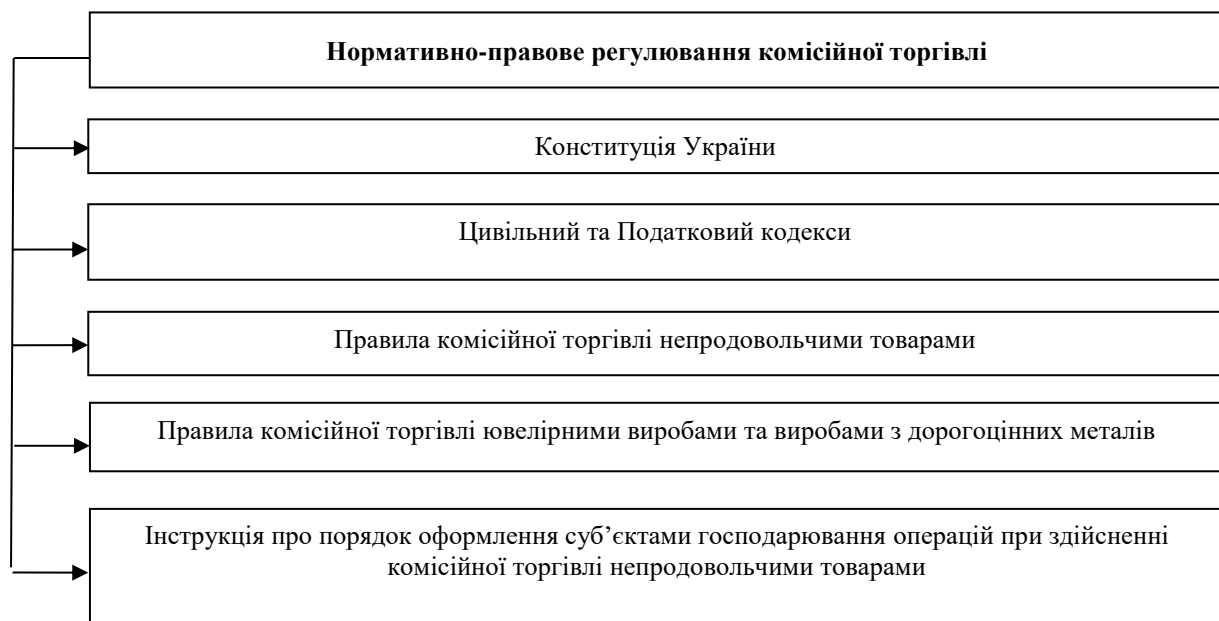 Нормативно-правове регулювання комісійної торгівлі
Конституція України
Цивільний та Податковий кодекси
Правила комісійної торгівлі непродовольчими товарами
Правила комісійної торгівлі ювелірними виробами та виробами з дорогоцінних металів
Інструкція про порядок оформлення суб’єктами господарювання операцій при здійсненні
комісійної торгівлі непродовольчими товарами